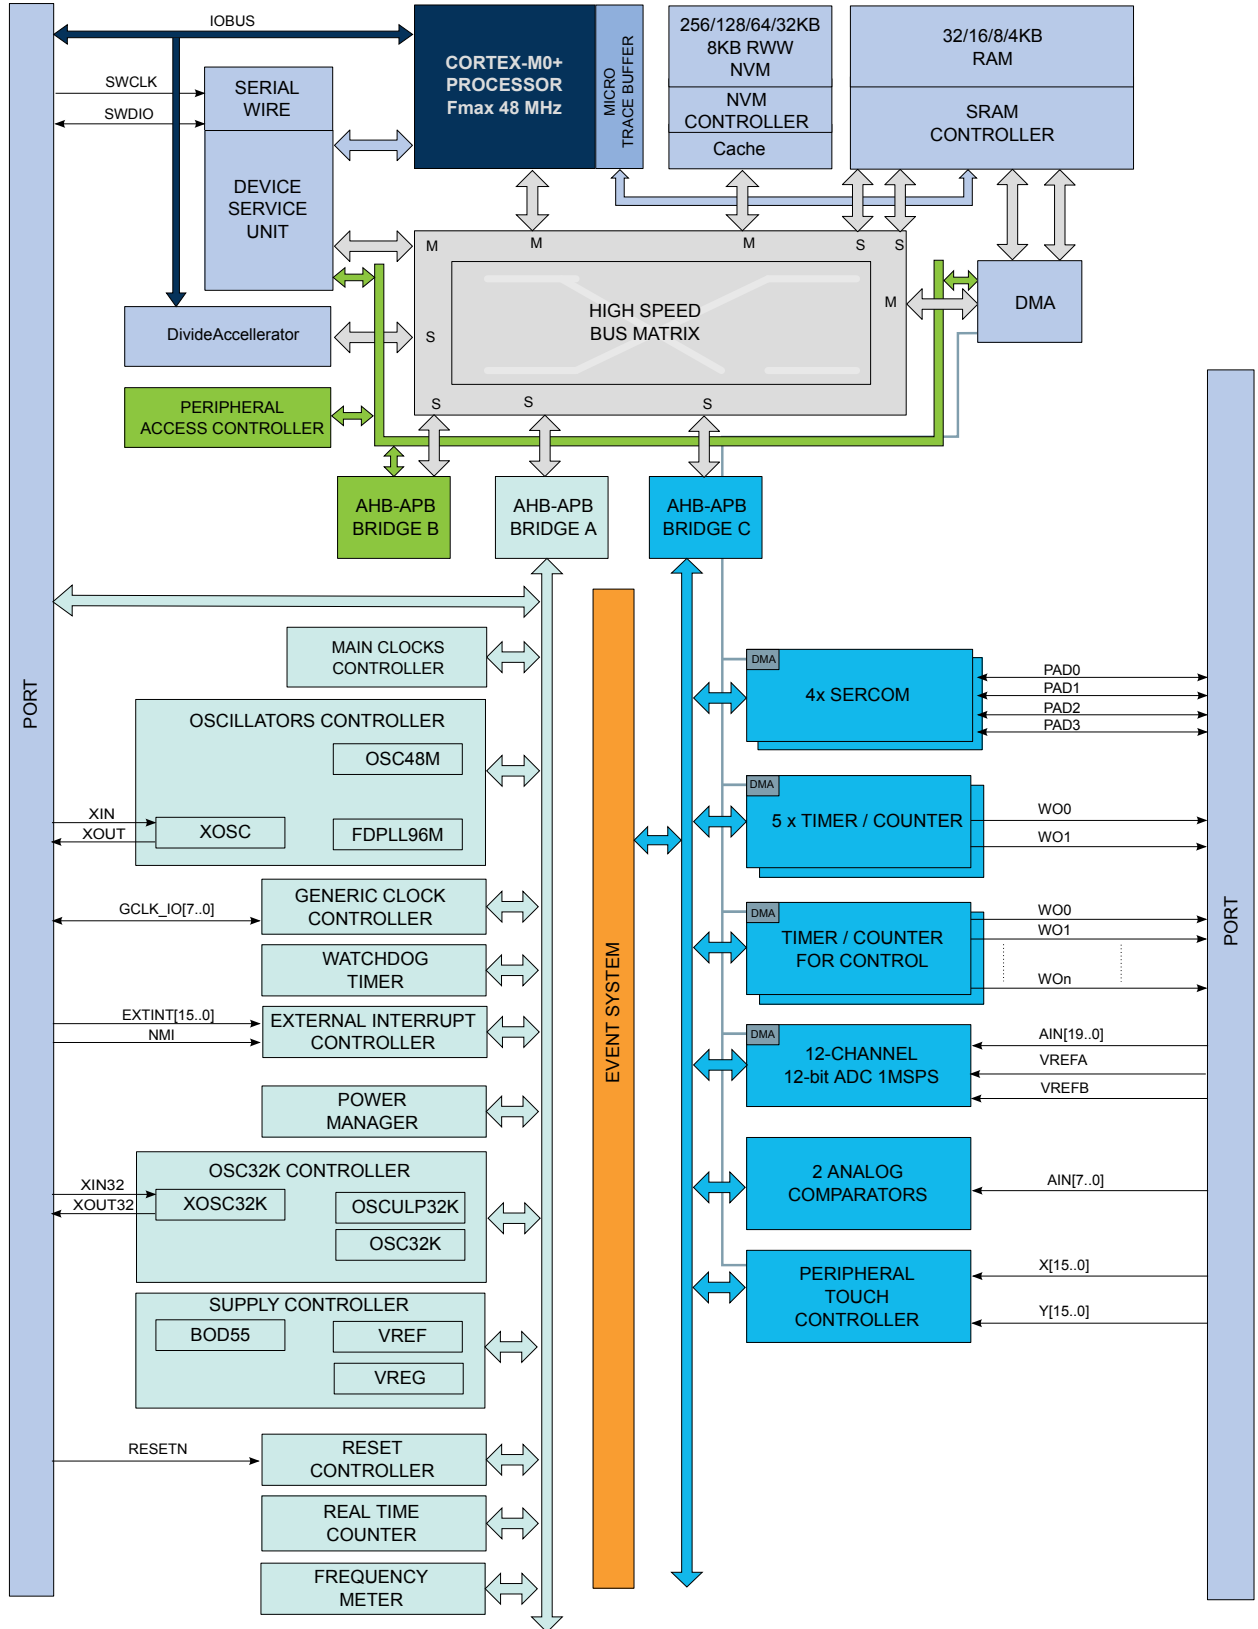 IOBUS
PORT
SWCLK
SWDIO
SERIAL
WIRE
DEVICE
SERVICE
UNIT
CORTEX-M0+
PROCESSOR
Fmax 48 MHz
MICRO
TRACE BUFFER
256/128/64/32KB
8KB RWW
NVM
NVM
CONTROLLER
Cache
32/16/8/4KB
RAM
SRAM
CONTROLLER
M
M
M
S
S
M
S
S
S
S
HIGH SPEED
BUS MATRIX
DMA
DivideAccellerator
PERIPHERAL
ACCESS CONTROLLER
AHB-APB
BRIDGE B
AHB-APB
BRIDGE A
AHB-APB
BRIDGE C
EVENT SYSTEM
MAIN CLOCKS
CONTROLLER
OSCILLATORS CONTROLLER
OSC48M
XIN
XOUT
XOSC
FDPLL96M
GCLK_IO[7..0]
GENERIC CLOCK
CONTROLLER
WATCHDOG
TIMER
EXTINT[15..0]
NMI
EXTERNAL INTERRUPT
CONTROLLER
POWER
MANAGER
OSC32K CONTROLLER
XIN32
XOUT32
XOSC32K
OSCULP32K
OSC32K
SUPPLY CONTROLLER
BOD55
VREF
VREG
RESETN
RESET
CONTROLLER
REAL TIME
COUNTER
FREQUENCY
METER
DMA
4x SERCOM
PAD0
PAD1
PAD2
PAD3
DMA
5 x TIMER / COUNTER
WO0
WO1
DMA
TIMER / COUNTER
FOR CONTROL
WO0
WO1
WOn
DMA
12-CHANNEL
12-bit ADC 1MSPS
AIN[19..0]
VREFA
VREFB
2 ANALOG
COMPARATORS
AIN[7..0]
PERIPHERAL
TOUCH
CONTROLLER
X[15..0]
Y[15..0]
PORT